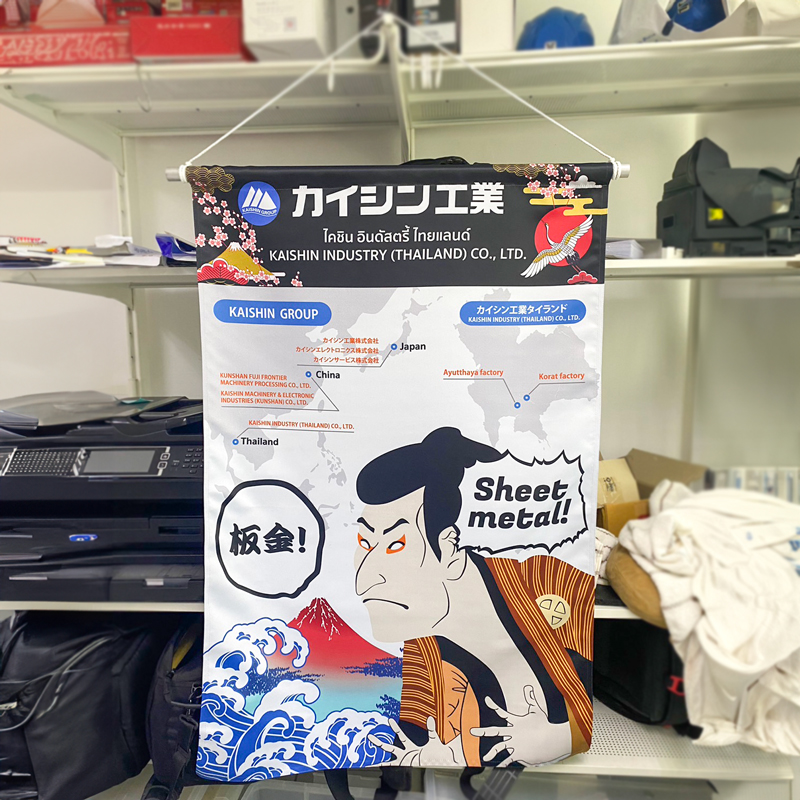 KAISHIN GROUP
カイシン工業
ไคชิน อินดัสตรี้ ไทยแลนด์
KAISHIN INDUSTRY (THAILAND) CO., LTD.
KAISHIN GROUP
カイシン工業タイランド
KAISHIN INDUSTRY (THAILAND) CO., LTD.
カイシン工業株式会社
カイシンエレクトロニクス株式会社
カイシンサービス株式会社
Japan
China
KUNSHAN FUJI FRONTIER
MACHINERY PROCESSING CO., LTD.
KAISHIN MACHINERY & ELECTRONIC
INDUSTRIES (KUNSHAN) CO., LTD.
KAISHIN INDUSTRY (THAILAND) CO., LTD.
Thailand
Ayutthaya factory
Korat factory
板金!
Sheet
metal!